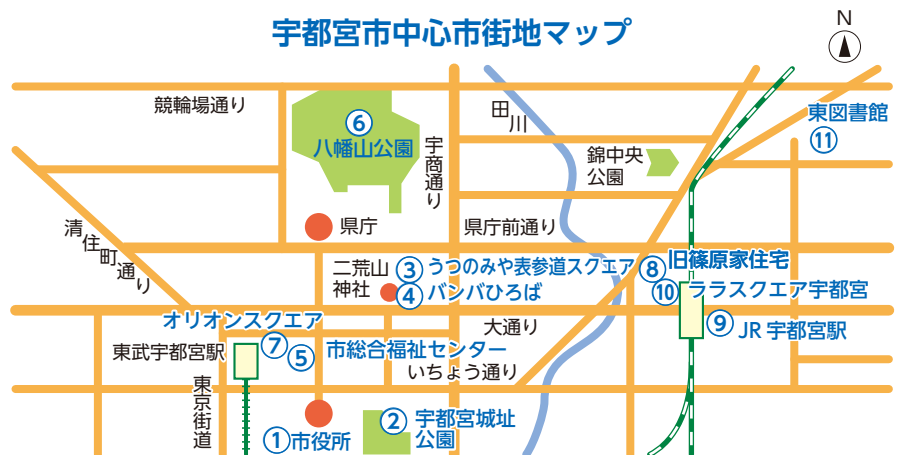 宇都宮市中心市街地マップ
N
競輪場通り
⑥
八幡山公園
宇商通り
田川
東図書館
⑪
錦中央
公園
清住町通り
県庁
県庁前通り
二荒山
神社
③うつのみや表参道スクエア
④バンバひろば
⑧旧篠原家住宅
⑩ララスクエア宇都宮
⑨JR宇都宮駅
大通り
オリオンスクエア
⑦
東武宇都宮駅
⑤
市総合福祉センター
いちょう通り
東京街道
①市役所
②宇都宮城址
公園